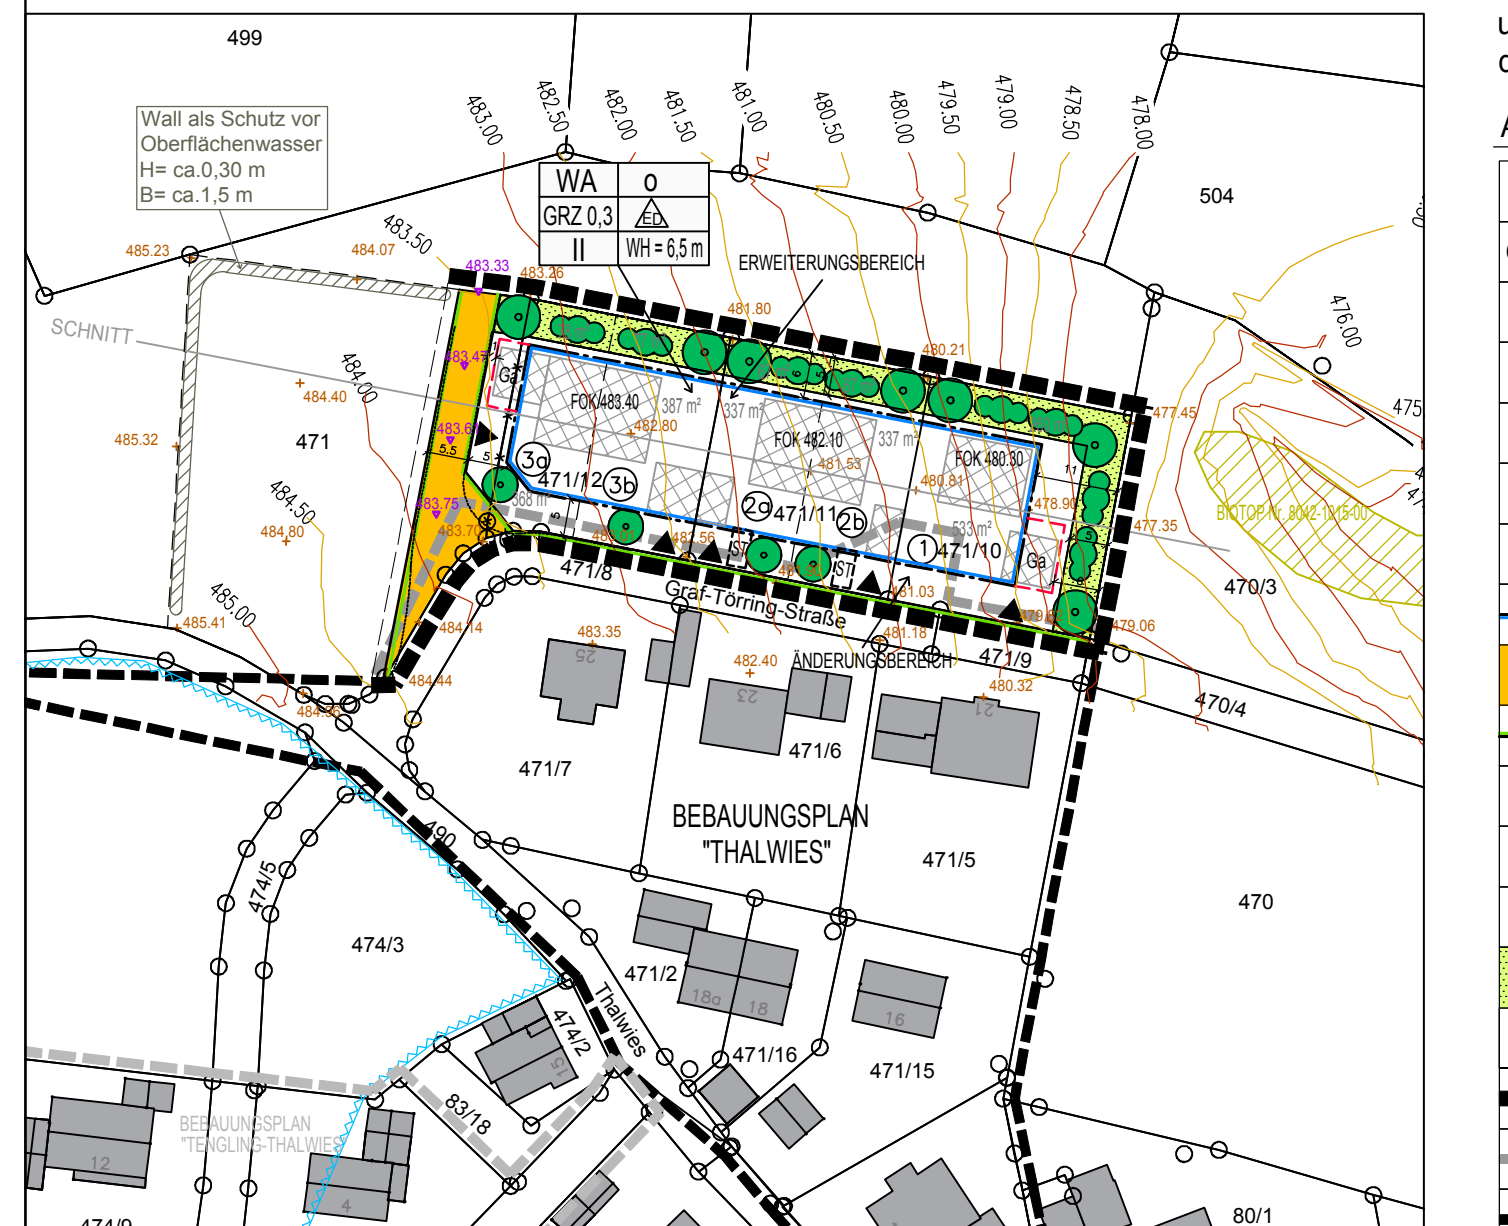 499
504
Wall als Schutz vor
Oberflächenwasser
H= ca.0,30 m
B= ca.1,5 m
483.00
482.50
482.00
481.50
481.00
480.50
480.00
479.50
479.00
478.50
478.00
WA o
GRZ 0,3 ED
II WH = 6,5 m
ERWEITERUNGSBEREICH
485.23
484.07
483.50
483.33
483.26
481.80
480.21
477.45
476.00
475
SCHNITT
484.00
484.40
485.32
471
483.47
Ga
FOK 483.40
387 m²
337 m²
482.80
FOK 482.10
337 m²
481.53
FOK 480.30
480.81
478.90
477.35
11
5.5
5
3a
471/12
3b
368 m²
2a
471/11
2b
533 m²
1
471/10
Ga
BIOTOP Nr. 8042-1015-00
484.50
484.80
483.75
483.70
482.56
ST
ST
481.03
479.06
470/3
485.00
485.41
484.14
471/8
Graf-Törring-Straße
483.35
482.40
481.18
ÄNDERUNGSBEREICH
471/9
480.32
470/4
484.44
25
23
21
471/7
471/6
BEBAUUNGSPLAN
"THALWIES"
471/5
490
474/5
474/3
470
471/2
18a
18
16
Thalwies
474/2
15
471/16
471/15
83/18
BEBAUUNGSPLAN
"TENGLING-THALWIES"
12
4
474/9
80/1